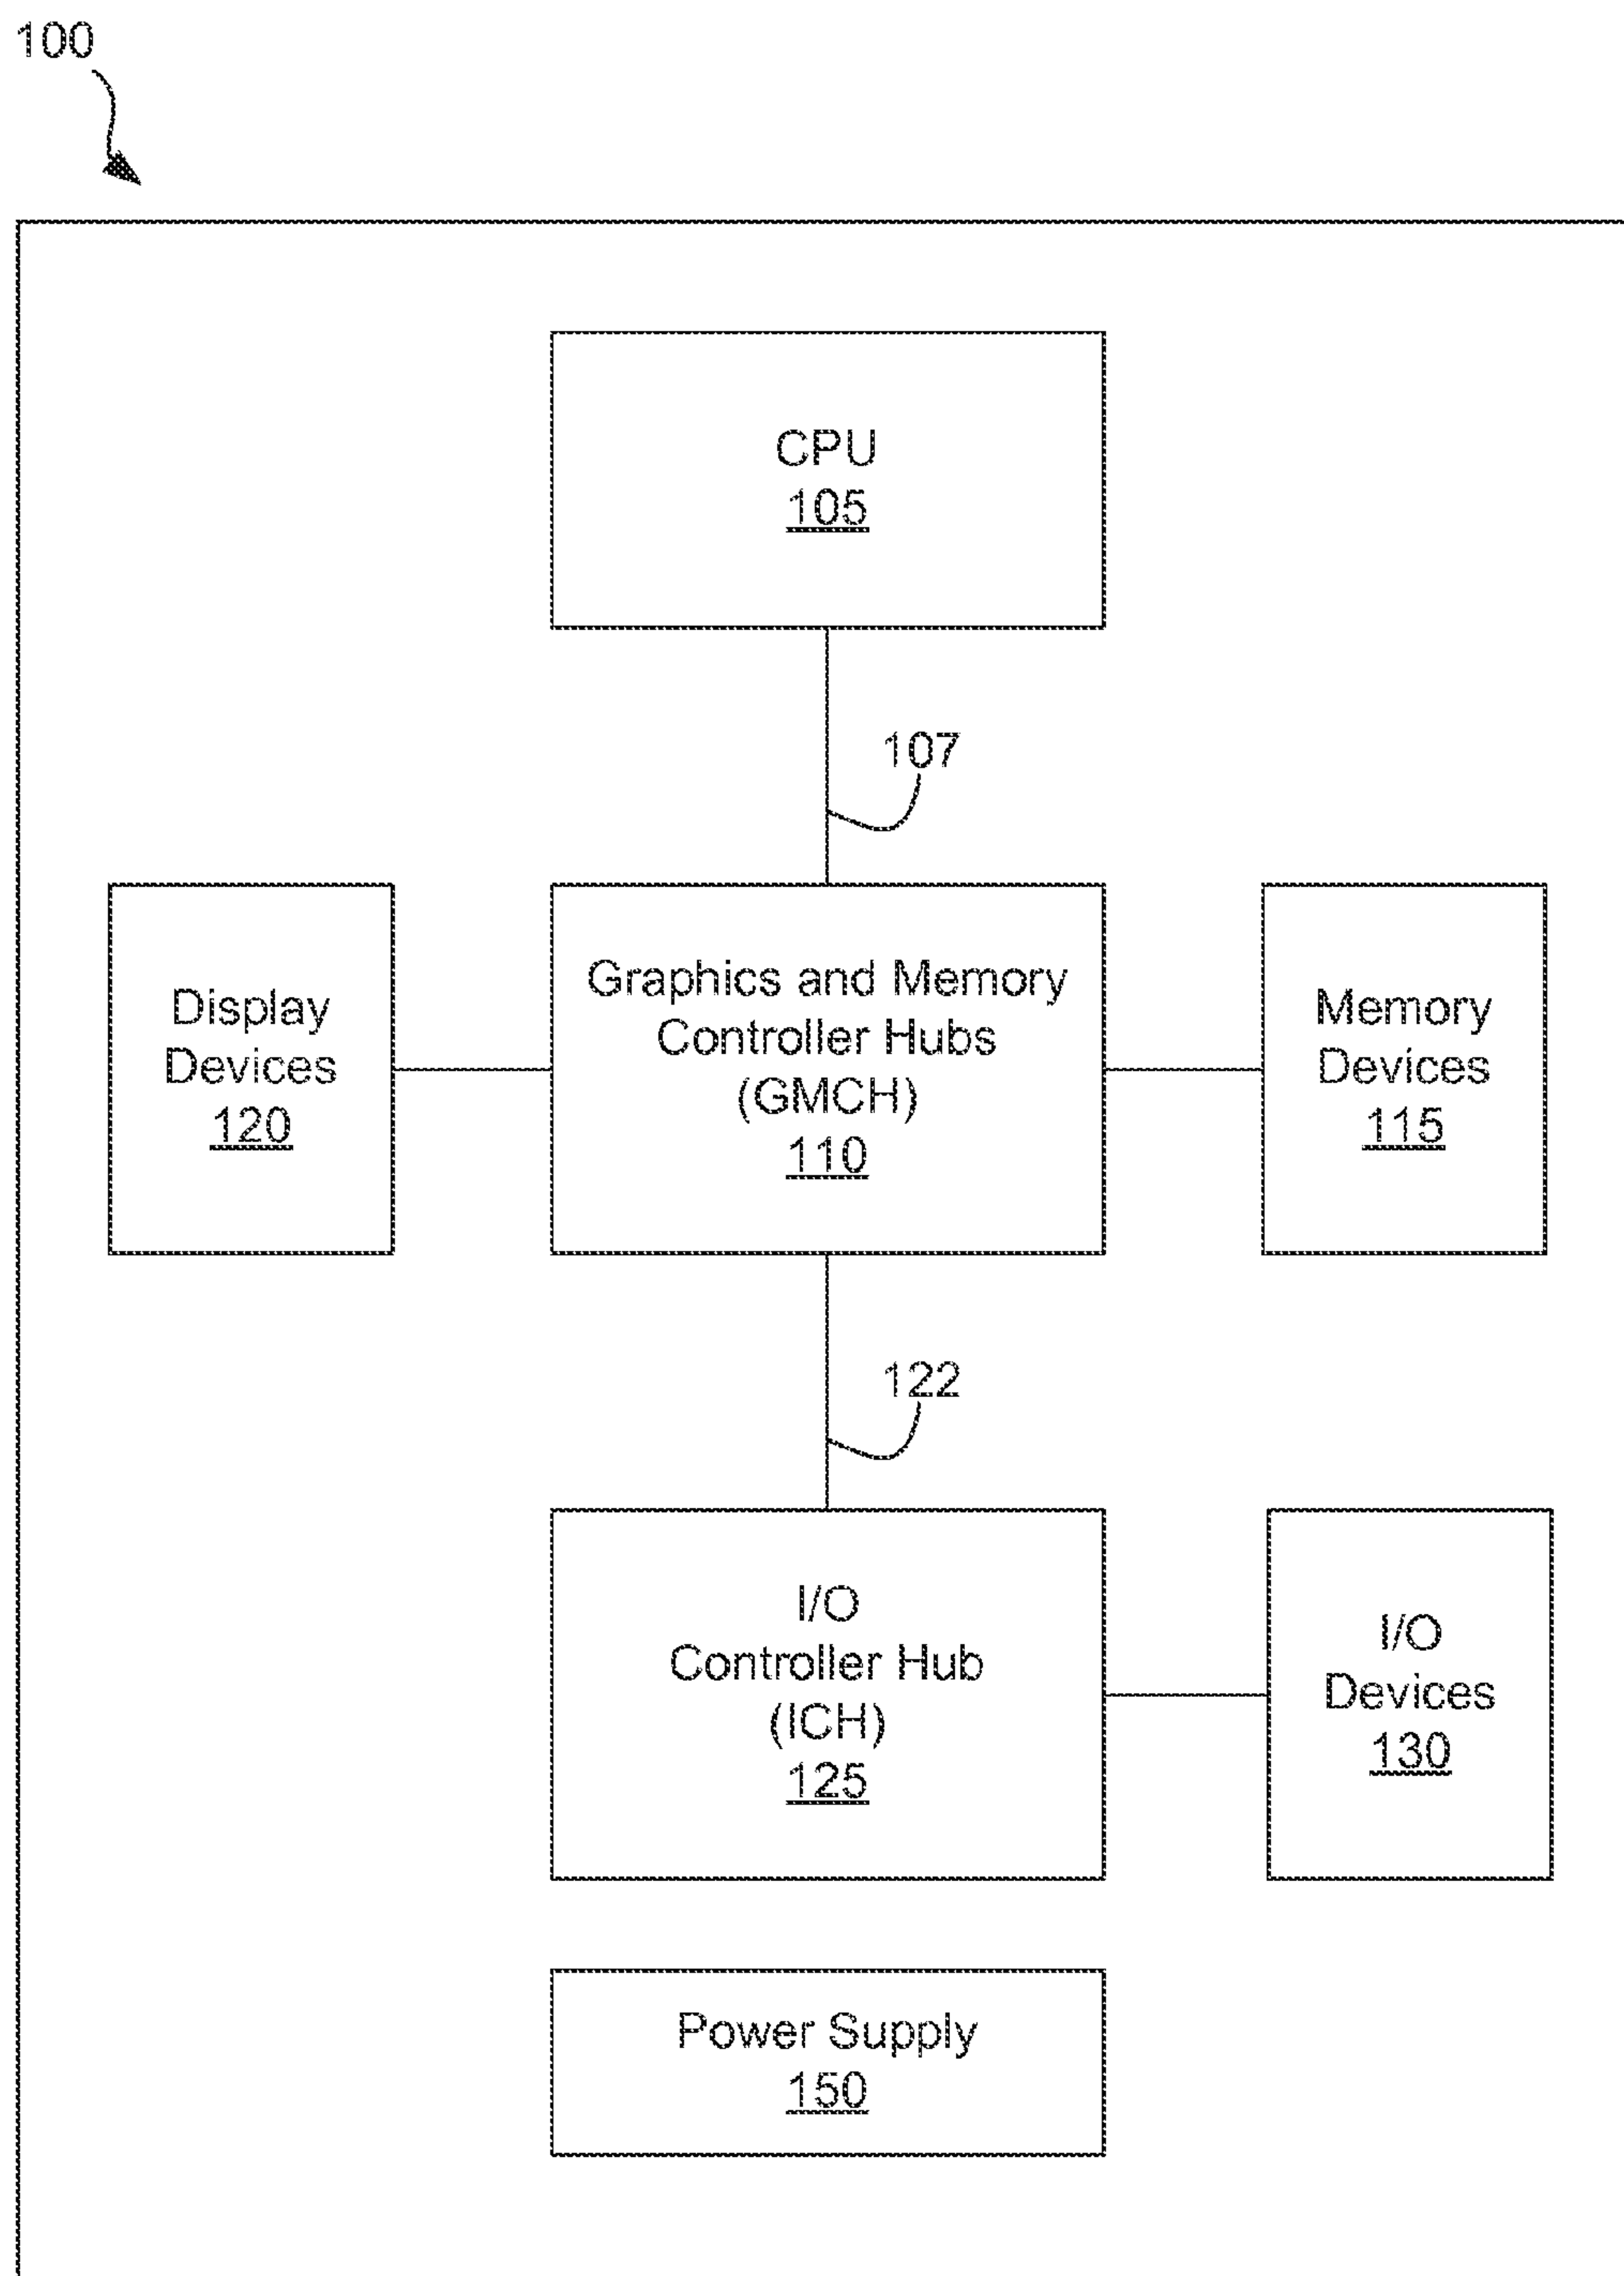 100
CPU
105
107
Display
Devices
120
Graphics and Memory
Controller Hubs
(GMCH)
110
Memory
Devices
115
122
I/O
Controller Hub
(ICH)
125
I/O
Devices
130
Power Supply
150